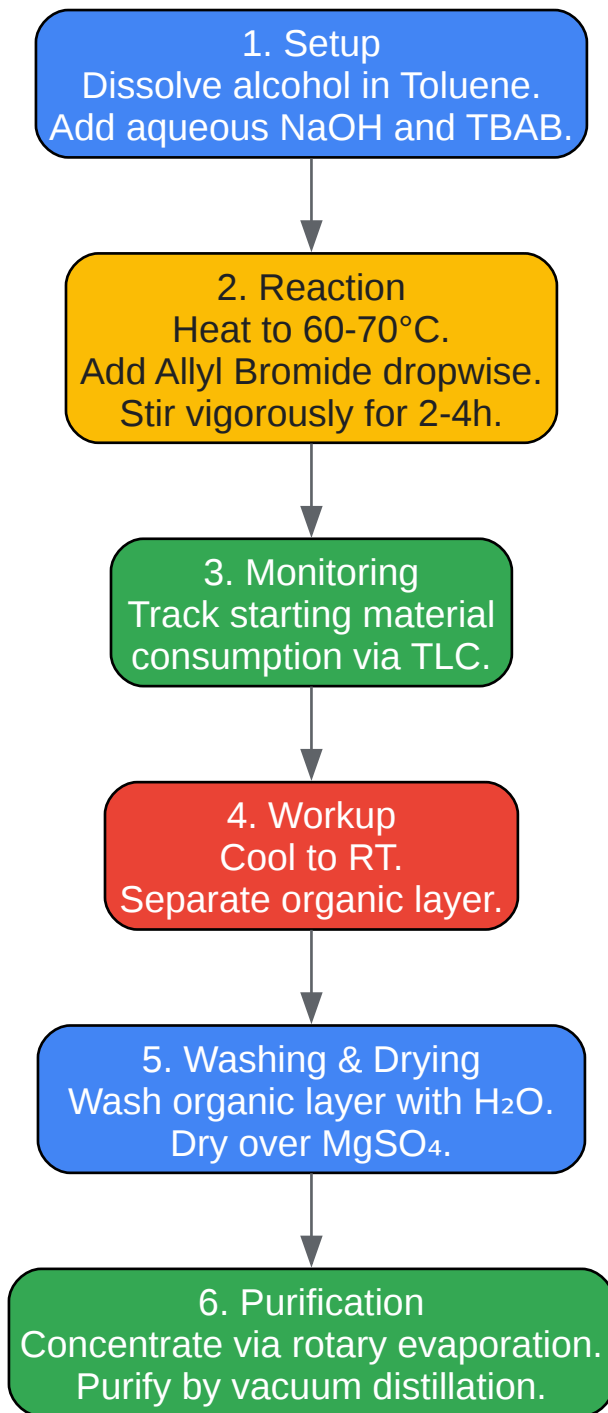 1. Setup
Dissolve alcohol in Toluene.
Add aqueous NaOH and TBAB.
2. Reaction
Heat to 60-70°C.
Add Allyl Bromide dropwise.
Stir vigorously for 2-4h.
3. Monitoring
Track starting material
consumption via TLC.
4. Workup
Cool to RT.
Separate organic layer.
5. Washing & Drying
Wash organic layer with H₂O.
Dry over MgSO₄.
6. Purification
Concentrate via rotary evaporation.
Purify by vacuum distillation.